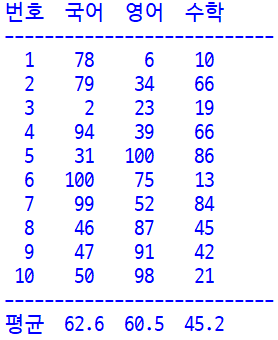 번호 국어 영어 수학
---------------------------
1 78 6 10
2 79 34 66
3 2 23 19
4 94 39 66
5 31 100 86
6 100 75 13
7 99 52 84
8 46 87 45
9 47 91 42
10 50 98 21
---------------------------
평균 62.6 60.5 45.2